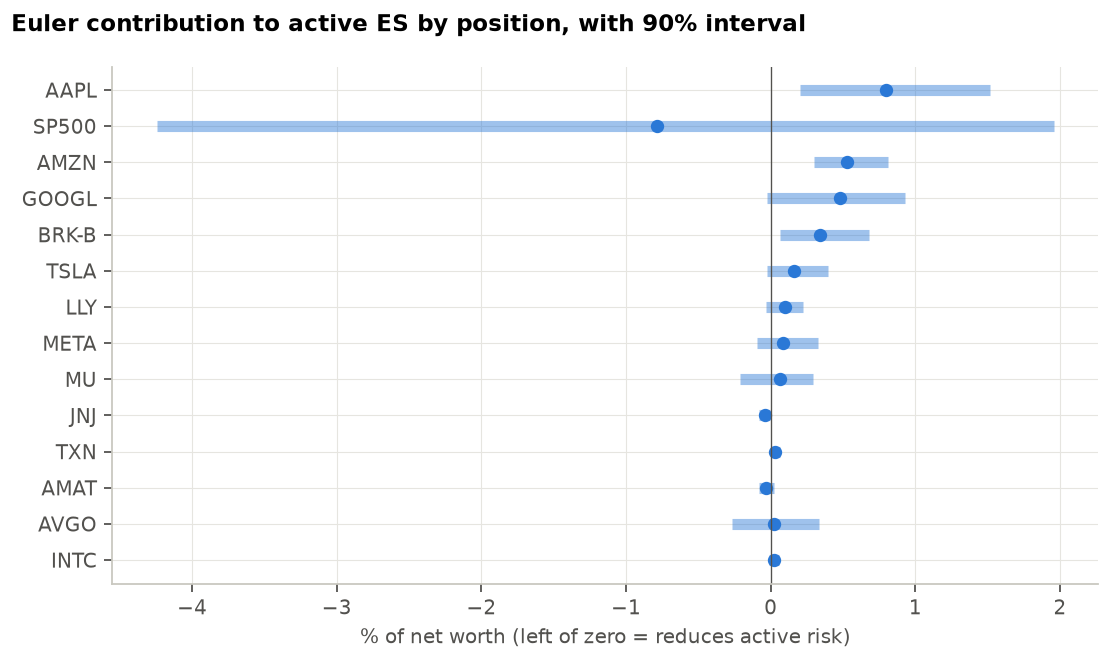 Euler contribution to active ES by position, with 90% interval
AAPL
SP500
AMZN
GOOGL
BRK-B
TSLA
LLY
META
MU
JNJ
TXN
AMAT
AVGO
INTC
−4 −3 −2 −1 0 1 2
% of net worth (left of zero = reduces active risk)